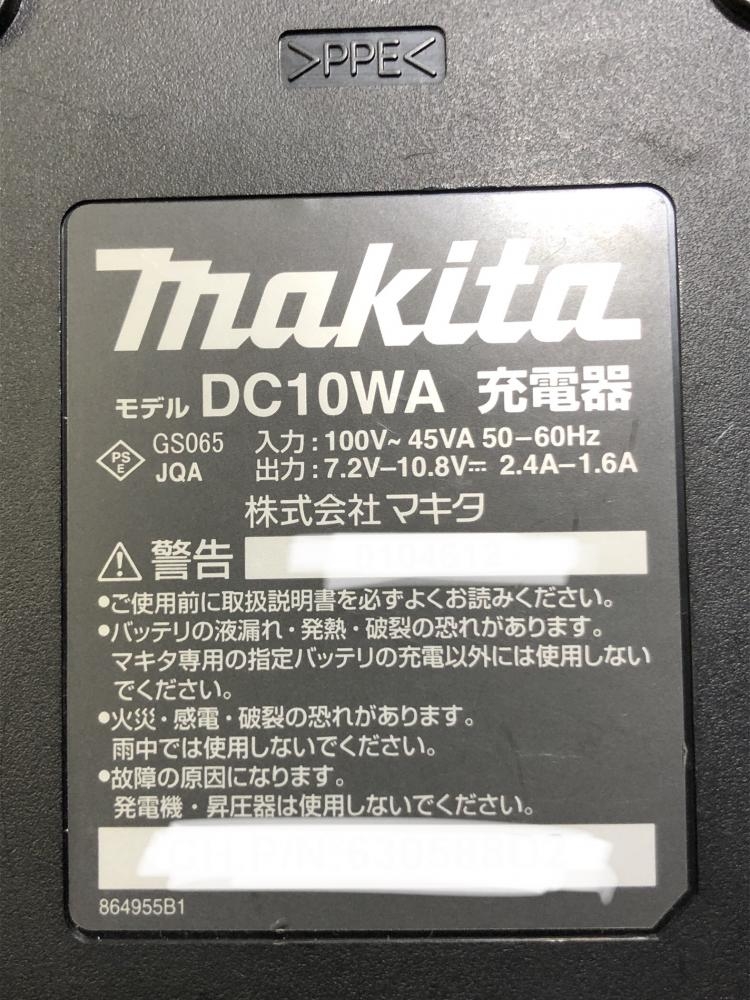 >PPE<
makita
モデル DC10WA 充電器
PS
E
GS065 入力:100V~ 45VA 50-60Hz
JQA 出力:7.2V-10.8V⎓ 2.4A-1.6A
株式会社 マキタ
⚠警告
•ご使用前に取扱説明書を必ずよくお読みください。
•バッテリの液漏れ・発熱・破裂の恐れがあります。
マキタ専用の指定バッテリの充電以外には使用しない
でください。
•火災・感電・破裂の恐れがあります。
雨中では使用しないでください。
•故障の原因になります。
発電機・昇圧器は使用しないでください。
864955B1